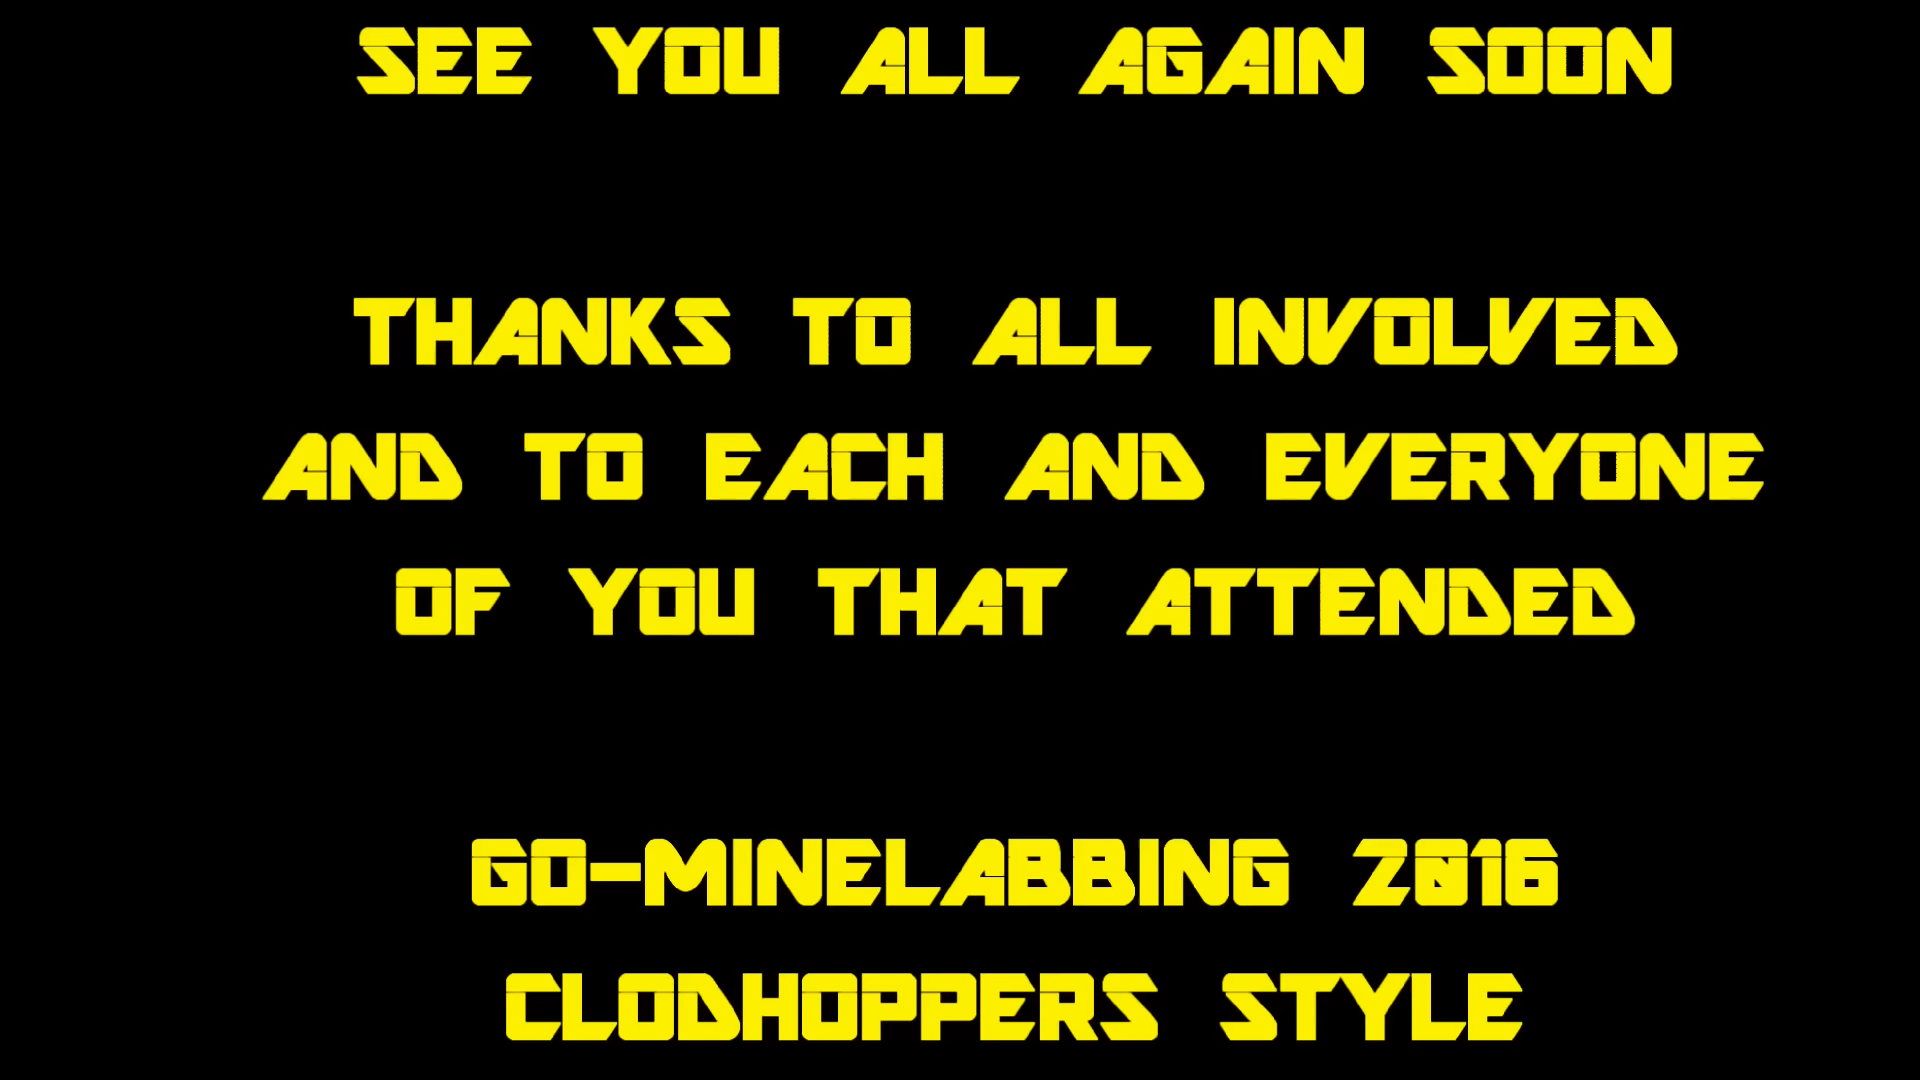 SEE YOU ALL AGAIN SOON
THANKS TO ALL INVOLVED
AND TO EACH AND EVERYONE
OF YOU THAT ATTENDED
GO-MINELABBING 2016
CLODHOPPERS STYLE